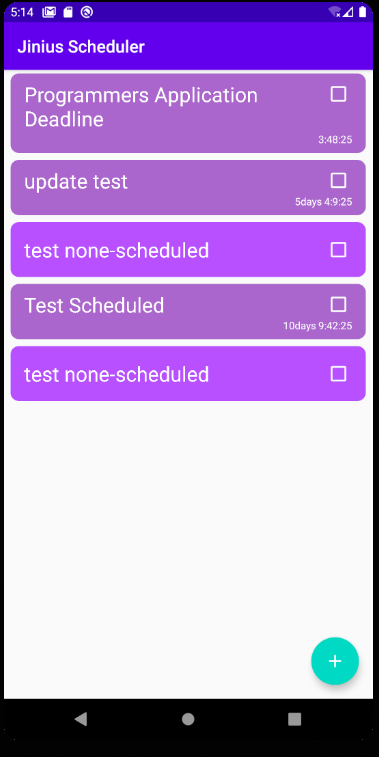 5:14
Jinius Scheduler
Programmers Application
Deadline
3:48:25
update test
5days 4:9:25
test none-scheduled
Test Scheduled
10days 9:42:25
test none-scheduled
+